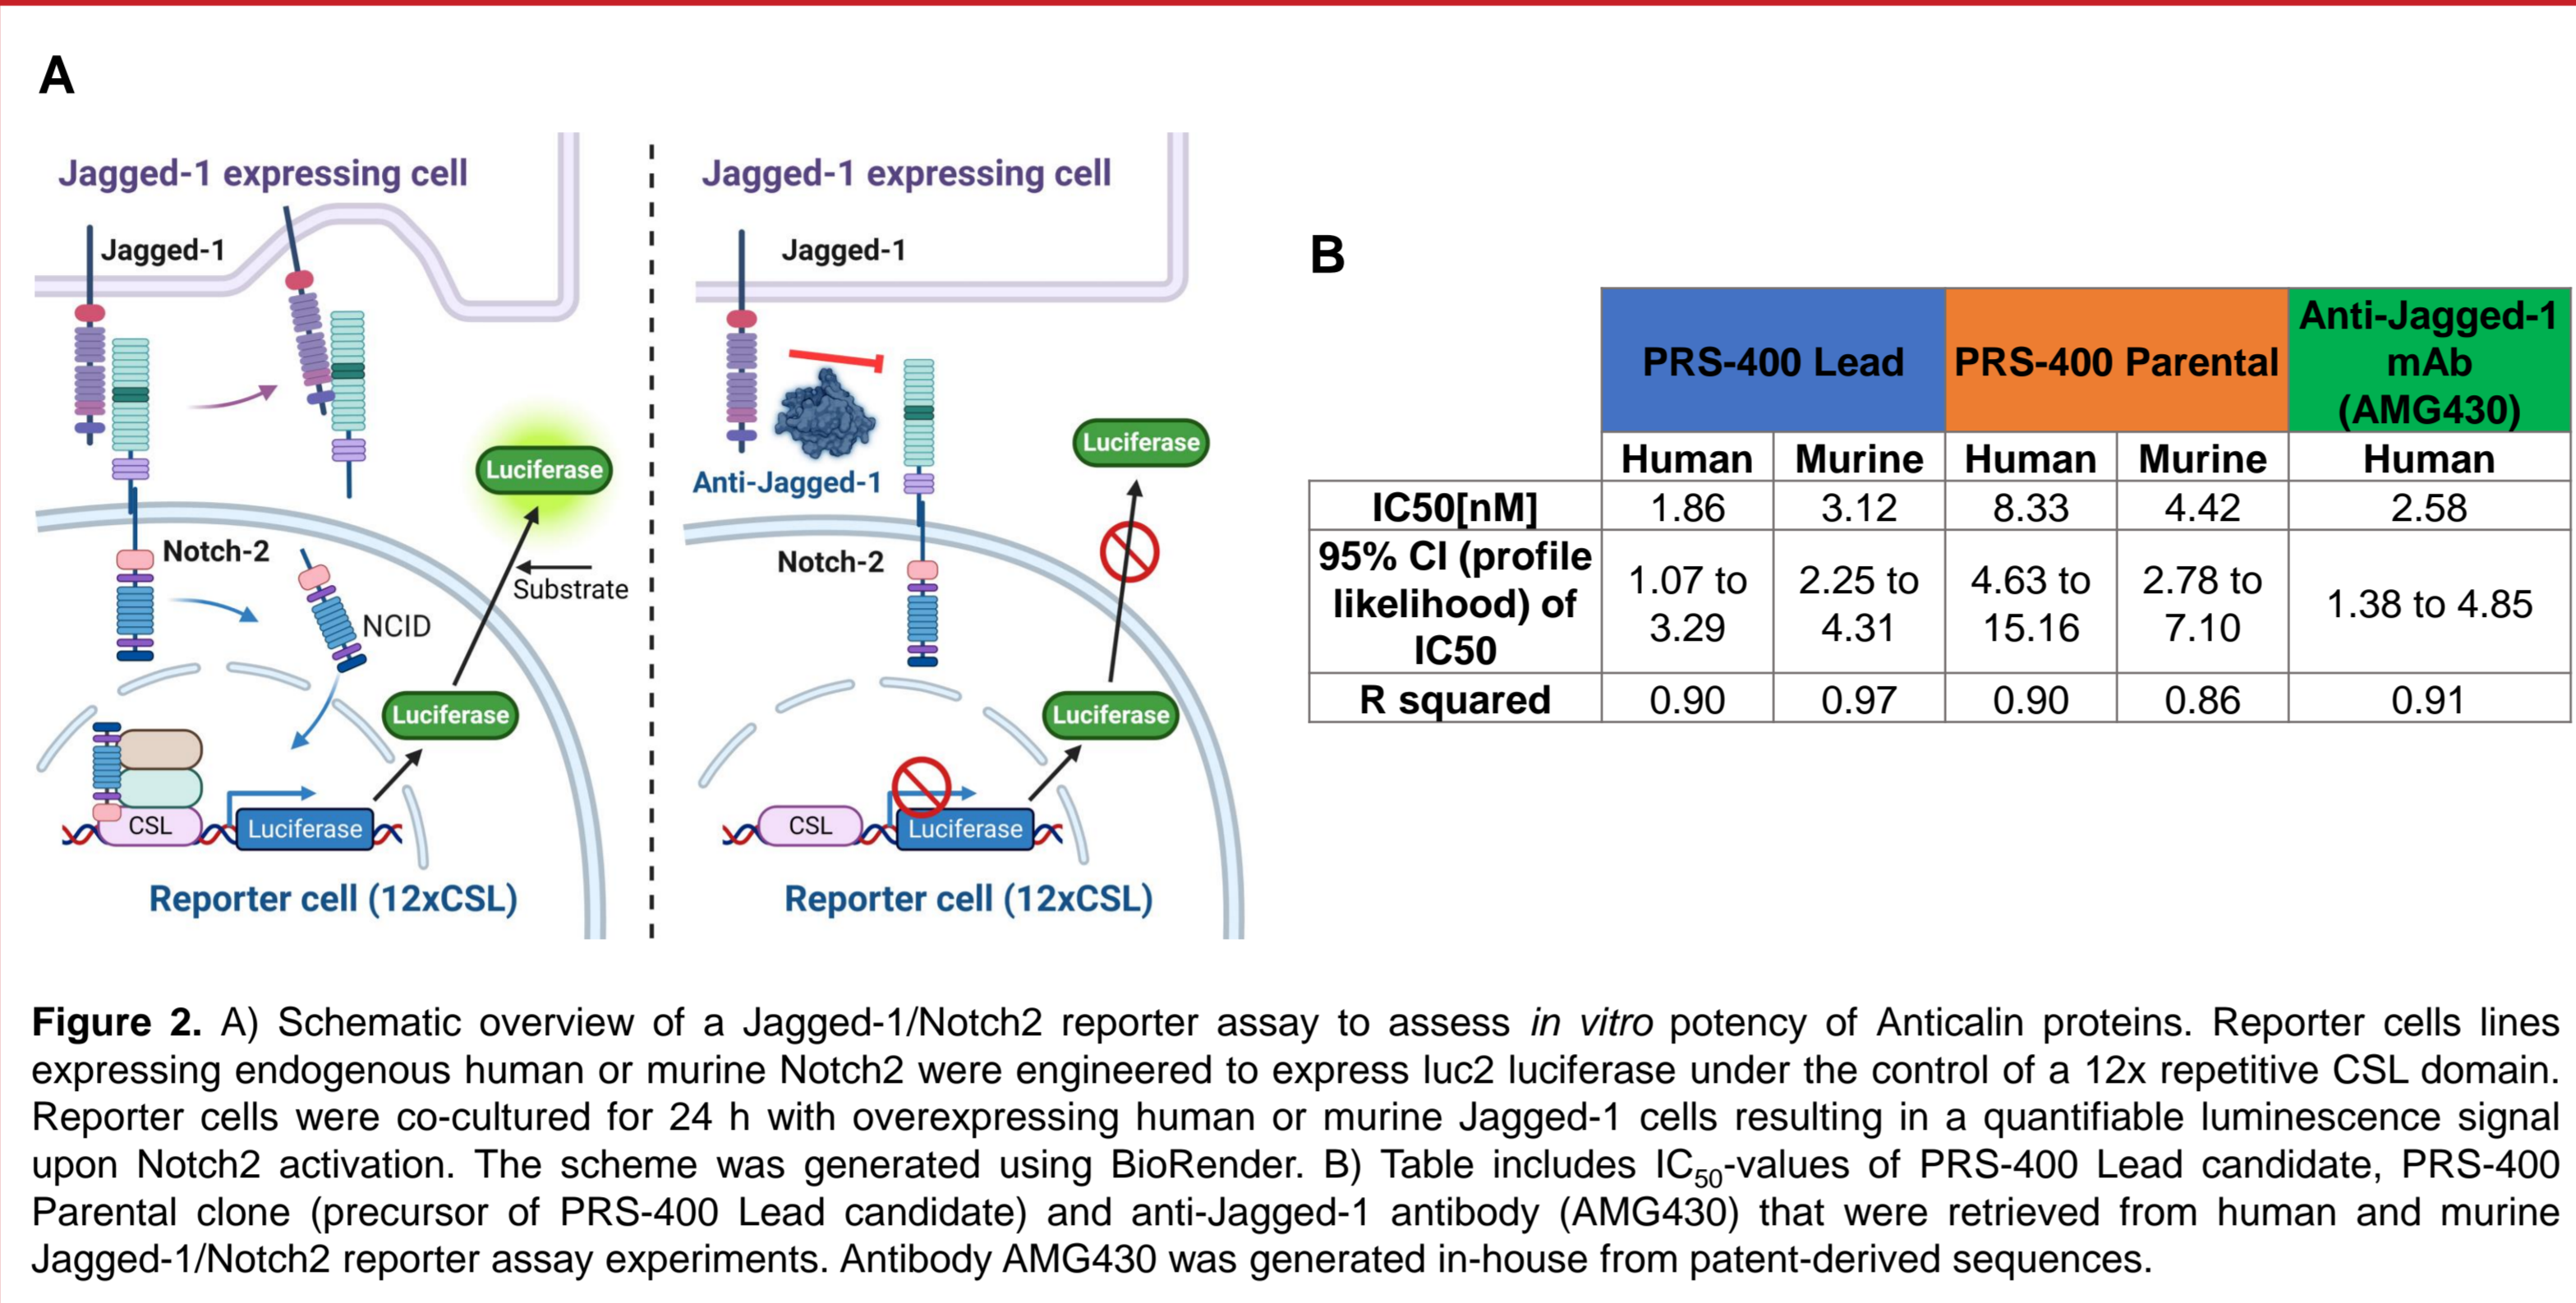 A
Jagged-1 expressing cell
Jagged-1
Luciferase
Substrate
Notch-2
NCID
Luciferase
CSL
Luciferase
Reporter cell (12xCSL)
Jagged-1 expressing cell
Jagged-1
Luciferase
Anti-Jagged-1
Notch-2
Luciferase
CSL
Luciferase
Reporter cell (12xCSL)
B
PRS-400 Lead PRS-400 Parental Anti-Jagged-1 mAb (AMG430)
Human Murine Human Murine Human
IC50[nM] 1.86 3.12 8.33 4.42 2.58
95% CI (profile likelihood) of IC50 1.07 to 3.29 2.25 to 4.31 4.63 to 15.16 2.78 to 7.10 1.38 to 4.85
R squared 0.90 0.97 0.90 0.86 0.91
Figure 2. A) Schematic overview of a Jagged-1/Notch2 reporter assay to assess in vitro potency of Anticalin proteins. Reporter cells lines
expressing endogenous human or murine Notch2 were engineered to express luc2 luciferase under the control of a 12x repetitive CSL domain.
Reporter cells were co-cultured for 24 h with overexpressing human or murine Jagged-1 cells resulting in a quantifiable luminescence signal
upon Notch2 activation. The scheme was generated using BioRender. B) Table includes IC50-values of PRS-400 Lead candidate, PRS-400
Parental clone (precursor of PRS-400 Lead candidate) and anti-Jagged-1 antibody (AMG430) that were retrieved from human and murine
Jagged-1/Notch2 reporter assay experiments. Antibody AMG430 was generated in-house from patent-derived sequences.